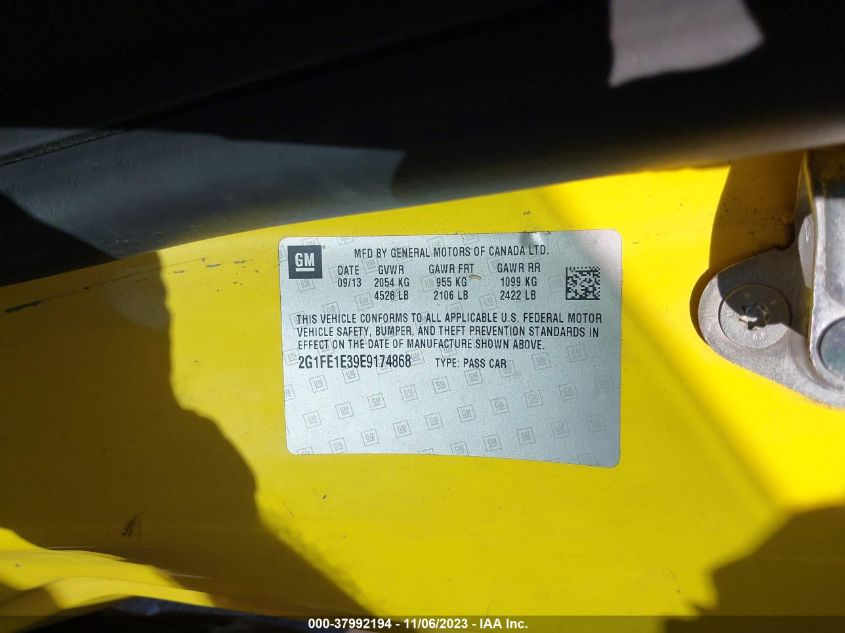 GM
MFD BY GENERAL MOTORS OF CANADA LTD.
DATE GVWR GAWR FRT GAWR RR
09/13 2054 KG 955 KG 1099 KG
4528 LB 2106 LB 2422 LB
THIS VEHICLE CONFORMS TO ALL APPLICABLE U.S. FEDERAL MOTOR
VEHICLE SAFETY, BUMPER, AND THEFT PREVENTION STANDARDS IN
EFFECT ON THE DATE OF MANUFACTURE SHOWN ABOVE.
2G1FE1E39E9174868 TYPE: PASS CAR
000-37992194 - 11/06/2023 - IAA Inc.